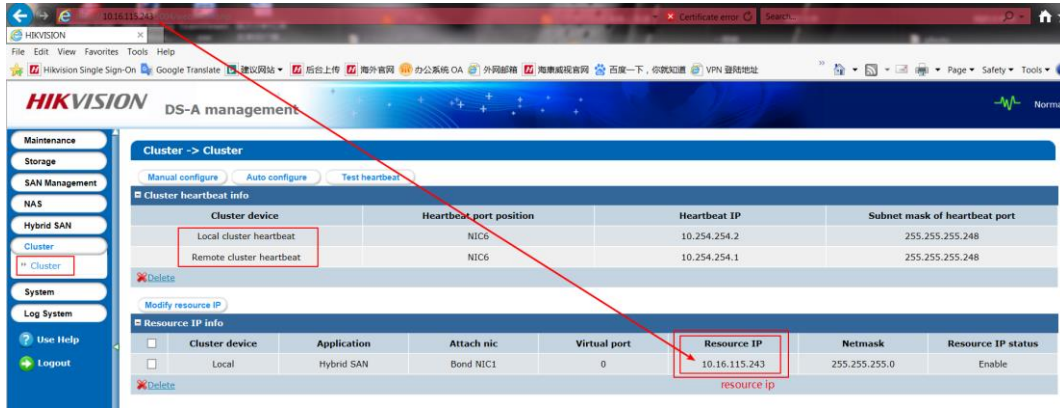 10.16.115.243
Certificate error
Search...
HIKVISION
File Edit View Favorites Tools Help
Hikvision Single Sign-On Google Translate 建议网站 后台上传 海外官网 办公系统 OA 外网邮箱 海康威视官网 百度一下，你就知道 VPN 登陆地址 Page Safety Tools
HIKVISION DS-A management
Maintenance
Storage
SAN Management
NAS
Hybrid SAN
Cluster
Cluster
System
Log System
Use Help
Logout
Cluster -> Cluster
Manual configure Auto configure Test heartbeat
Cluster heartbeat info
Cluster device Heartbeat port position Heartbeat IP Subnet mask of heartbeat port
Local cluster heartbeat NIC6 10.254.254.2 255.255.255.248
Remote cluster heartbeat NIC6 10.254.254.1 255.255.255.248
Delete
Modify resource IP
Resource IP info
Cluster device Application Attach nic Virtual port Resource IP Netmask Resource IP status
Local Hybrid SAN Bond NIC1 0 10.16.115.243 255.255.255.0 Enable
resource ip
Delete